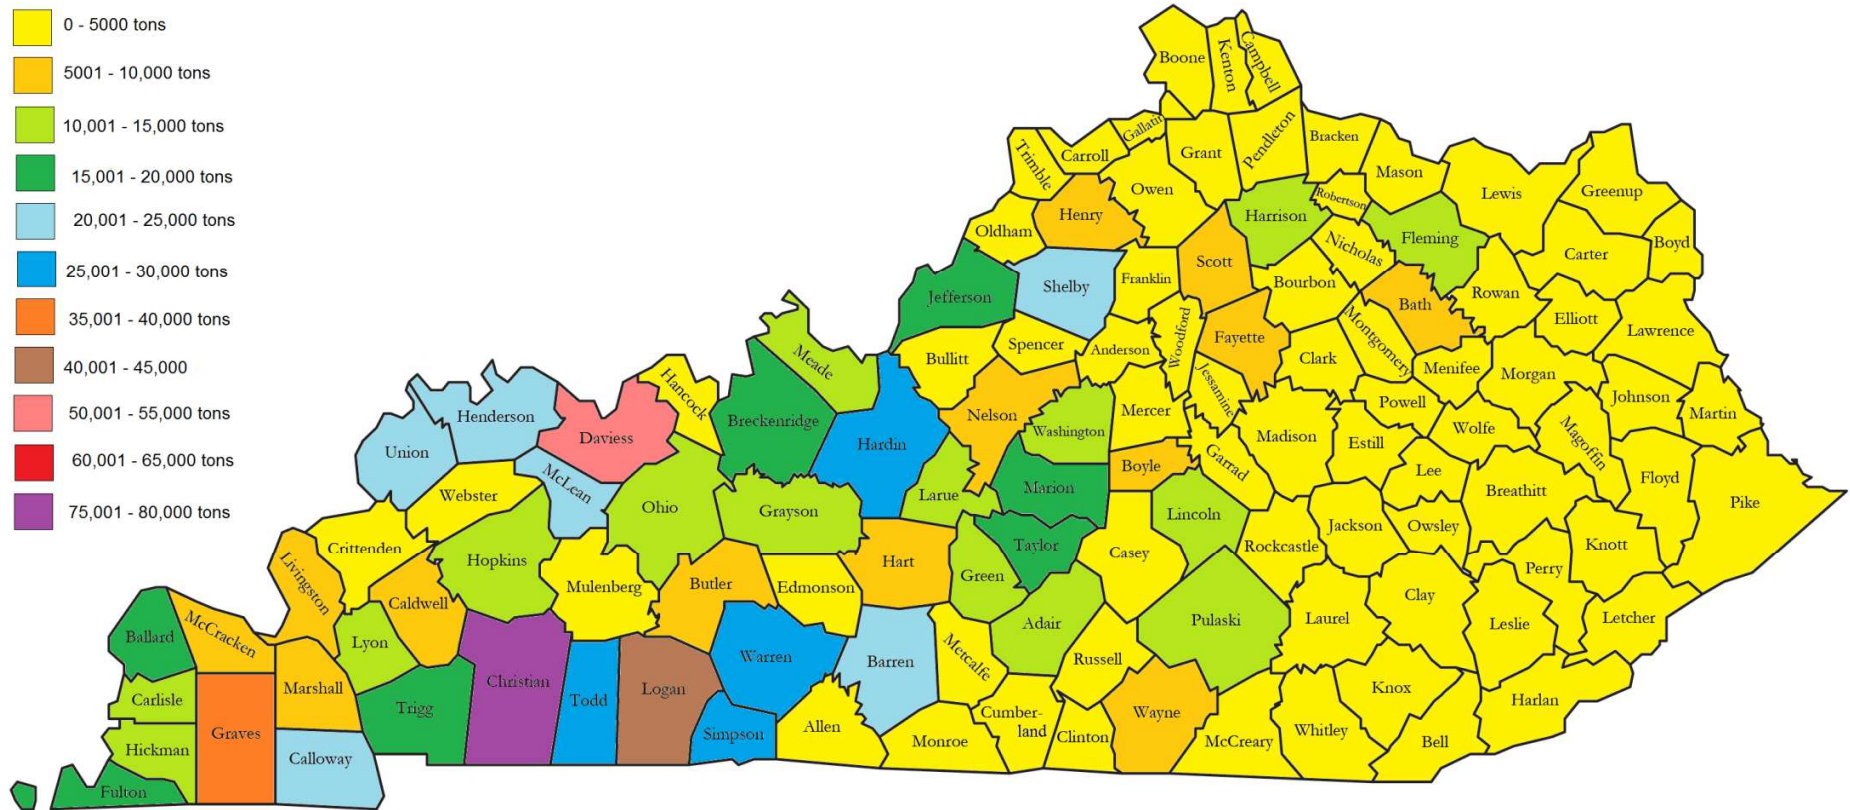 0 - 5000 tons
5001 - 10,000 tons
10,001 - 15,000 tons
15,001 - 20,000 tons
20,001 - 25,000 tons
25,001 - 30,000 tons
35,001 - 40,000 tons
40,001 - 45,000
50,001 - 55,000 tons
60,001 - 65,000 tons
75,001 - 80,000 tons
Boone
Kenton
Campbell
Gallatin
Grant
Pendleton
Bracken
Trimble
Carroll
Owen
Mason
Robertson
Lewis
Greenup
Henry
Oldham
Harrison
Fleming
Nicholas
Carter
Boyd
Jefferson
Shelby
Franklin
Scott
Bourbon
Bath
Rowan
Elliott
Lawrence
Meade
Bullitt
Spencer
Anderson
Woodford
Fayette
Clark
Montgomery
Menifee
Morgan
Johnson
Martin
Hancock
Breckenridge
Hardin
Nelson
Washington
Mercer
Jessamine
Madison
Estill
Powell
Wolfe
Magoffin
Floyd
Pike
Henderson
Union
Daviess
McLean
Webster
Ohio
Grayson
Larue
Marion
Boyle
Garrad
Lincoln
Lee
Breathitt
Jackson
Owsley
Knott
Crittenden
Livingston
Hopkins
Mulenberg
Butler
Edmonson
Hart
Green
Taylor
Casey
Rockcastle
Perry
Caldwell
Clay
Leslie
Letcher
Laurel
Pulaski
Adair
Ballard
McCracken
Lyon
Russell
Metcalfe
Barren
Warren
Carlisle
Marshall
Trigg
Christian
Todd
Logan
Simpson
Allen
Monroe
Cumber-
land
Clinton
Wayne
McCreary
Whitley
Knox
Bell
Harlan
Hickman
Graves
Calloway
Fulton